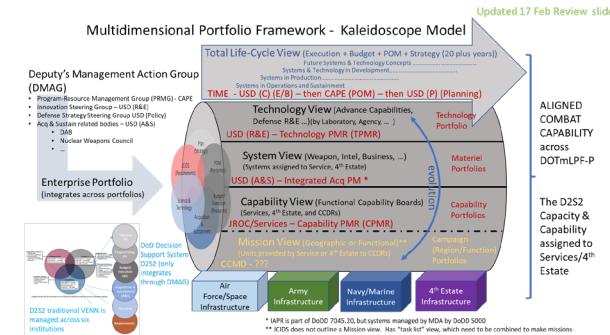 Updated 17 Feb Review slide
Multidimensional Portfolio Framework - Kaleidoscope Model
Total Life-Cycle View (Execution + Budget + POM + Strategy (20 plus years))
Future Systems & Technology Concepts
Systems & Technology in Development
Systems in Production
Systems in Operations and Sustainment
TIME - USD (C) (E/B) – then CAPE (POM) – then USD (P) (Planning)
Deputy's Management Action Group
(DMAG)
• Program-Resource Management Group (PRMG) - CAPE
• Innovation Steering Group – USD (R&E)
• Defense Strategy Steering Group USD (Policy)
• Acq & Sustain related bodies – USD (A&S)
• DAB
• Nuclear Weapons Council
• …
Enterprise Portfolio
(integrates across portfolios)
Technology View (Advance Capabilities,
Defense R&E …)(by Laboratory, Agency, … )
USD (R&E) – Technology PMR (TPMR)
Technology
Portfolio
System View (Weapon, Intel, Business, …)
(Systems assigned to Service, 4th Estate)
USD (A&S) – Integrated Acq PM *
Materiel
Portfolios
Capability View (Functional Capability Boards)
(Services, 4th Estate, and CCDRs)
JROC/Services – Capability PMR (CPMR)
Capability
Portfolios
Mission View (Geographic or Functional)**
(Units provided by Service or 4th Estate to CCDRs)
CCMD - ???
Campaign
(Region/Function)
Portfolios
evolution
ALIGNED
COMBAT
CAPABILITY
across
DOTmLPF-P
The D2S2
Capacity &
Capability
assigned to
Services/4th
Estate
DoD Decision
Support System
D2S2 (only
integrates
through DMAG)
D2S2 traditional VENN is
managed across six
institutions
Air
Force/Space
Infrastructure
Army
Infrastructure
Navy/Marine
Infrastructure
4th Estate
Infrastructure
* IAPR is part of DoDD 7045.20, but systems managed by MDA by DoDD 5000
** JCIDS does not outline a Mission view. Has "task list" view, which need to be combined to make missions